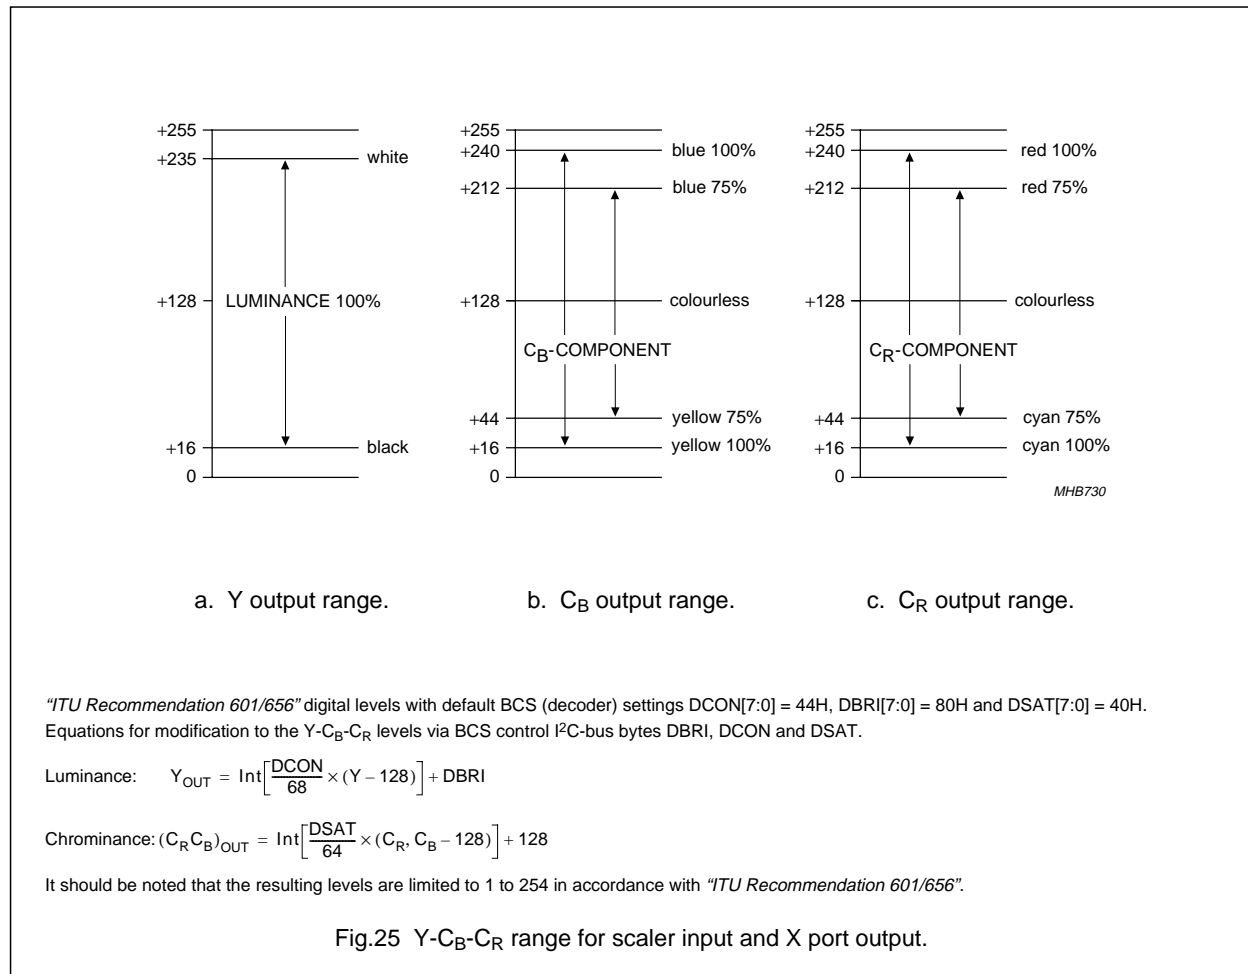 +255
+235
white
+128
LUMINANCE 100%
+16
black
0
+255
+240
blue 100%
+212
blue 75%
+128
colourless
CB-COMPONENT
+44
yellow 75%
+16
yellow 100%
0
+255
+240
red 100%
+212
red 75%
+128
colourless
CR-COMPONENT
+44
cyan 75%
+16
cyan 100%
0
MHB730
a. Y output range.
b. CB output range.
c. CR output range.
“ITU Recommendation 601/656” digital levels with default BCS (decoder) settings DCON[7:0] = 44H, DBRI[7:0] = 80H and DSAT[7:0] = 40H.
Equations for modification to the Y-CB-CR levels via BCS control I²C-bus bytes DBRI, DCON and DSAT.
Luminance: YOUT = Int[DCON/68 × (Y – 128)] + DBRI
Chrominance: (CRCB)OUT = Int[DSAT/64 × (CR, CB – 128)] + 128
It should be noted that the resulting levels are limited to 1 to 254 in accordance with “ITU Recommendation 601/656”.
Fig.25 Y-CB-CR range for scaler input and X port output.